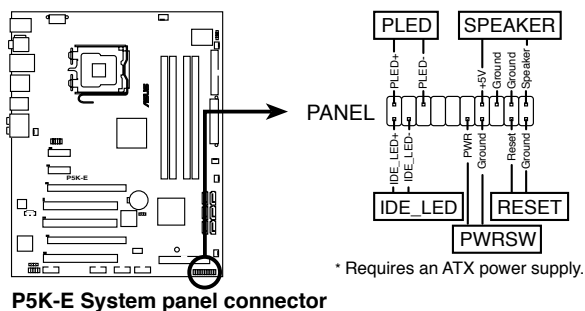 PLED SPEAKER
PLED+
PLED-
+5V
Ground
Ground
Speaker
PANEL
IDE_LED+
IDE_LED-
PWR
Ground
Reset
Ground
IDE_LED RESET
PWRSW
* Requires an ATX power supply.
ASUS
P5K-E
P5K-E System panel connector